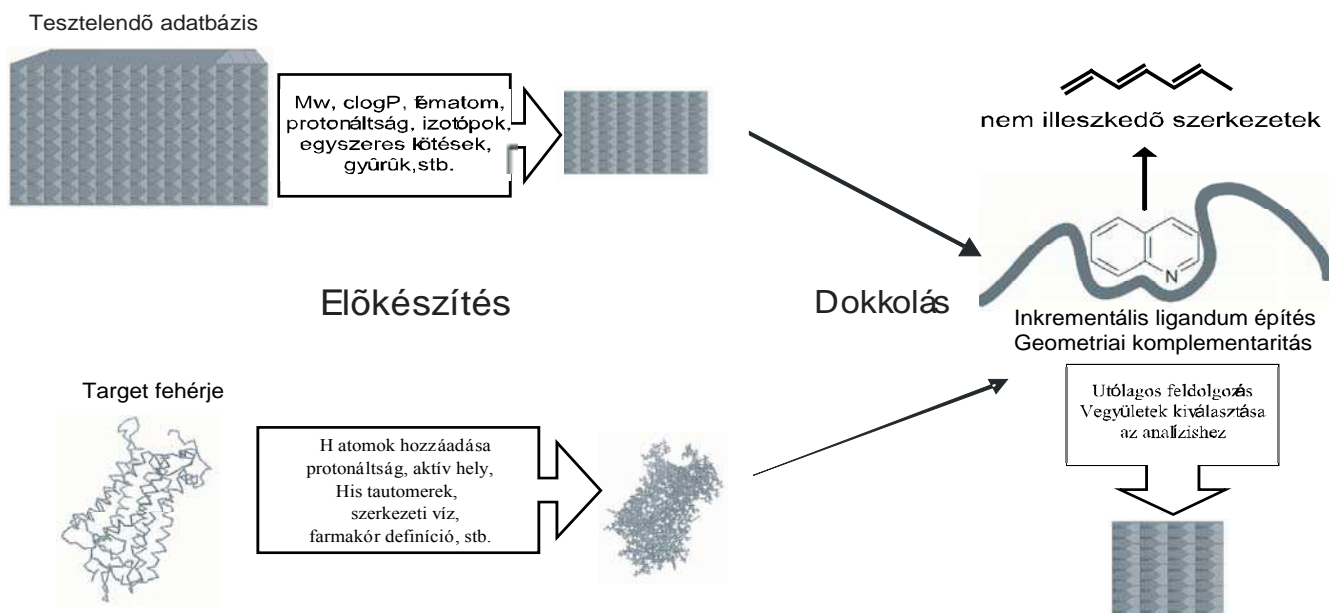 Tesztelendõ adatbázis
Mw, clogP, fématom,
protonáltság, izotópok,
egyszeres kötések,
gyûrûk,stb.
nem illeszkedõ szerkezetek
N
Elõkészítés
Dokkolás
Inkrementális ligandum építés
Geometriai komplementaritás
Target fehérje
H atomok hozzáadása
protonáltság, aktív hely,
His tautomerek,
szerkezeti víz,
farmakór definíció, stb.
Utólagos feldolgozás
Vegyületek kiválasztása
az analízishez